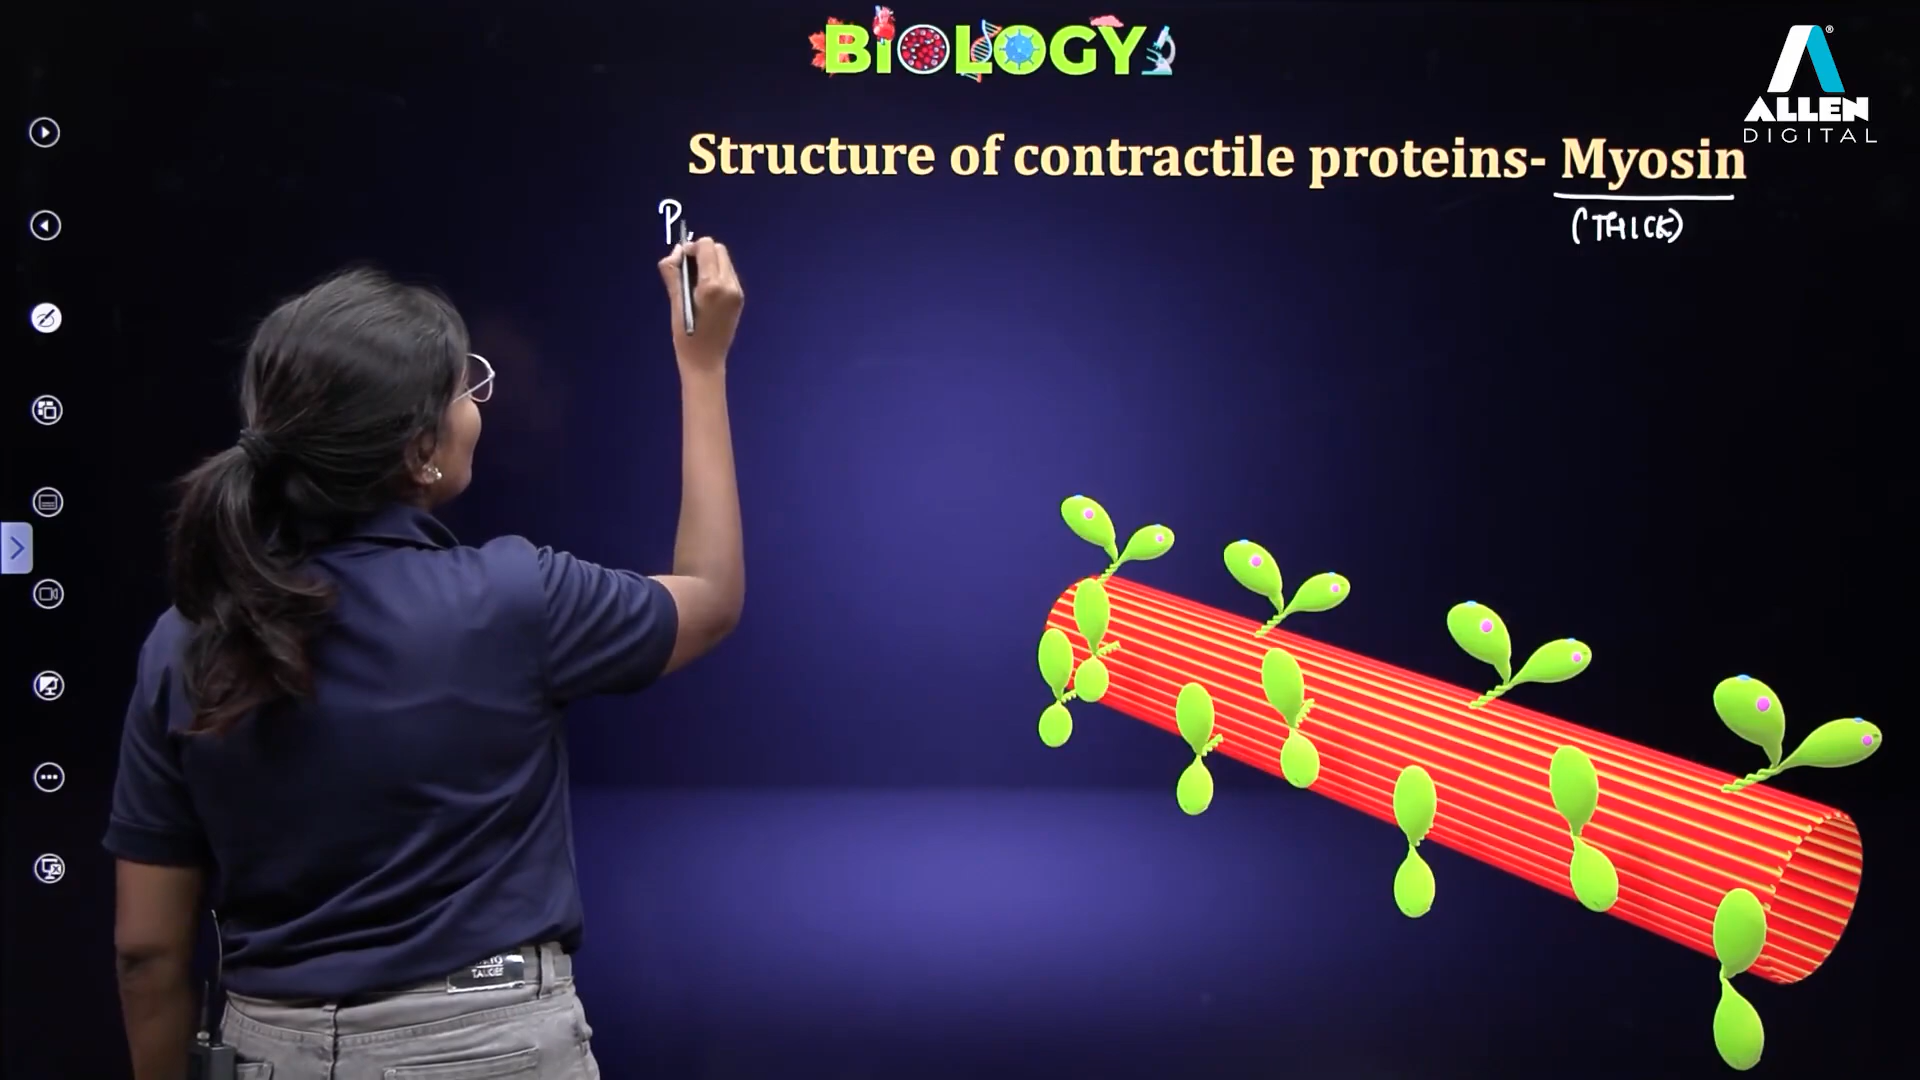 BIOLOGY
ALLEN
DIGITAL
Structure of contractile proteins- Myosin
(THICK)
P